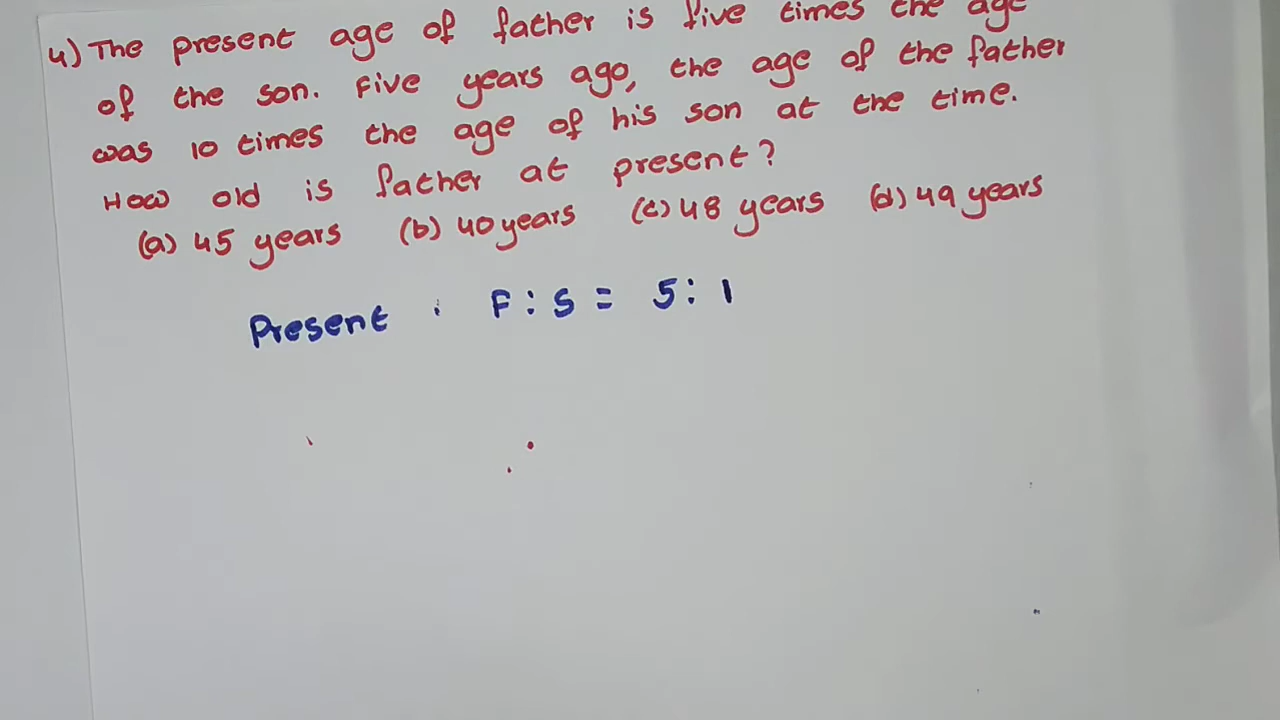 4) The present age of father is five times the age
of the son. Five years ago, the age of the father
was 10 times the age of his son at the time.
How old is father at present?
(a) 45 years (b) 40 years (c) 48 years (d) 49 years
Present : F : S = 5 : 1